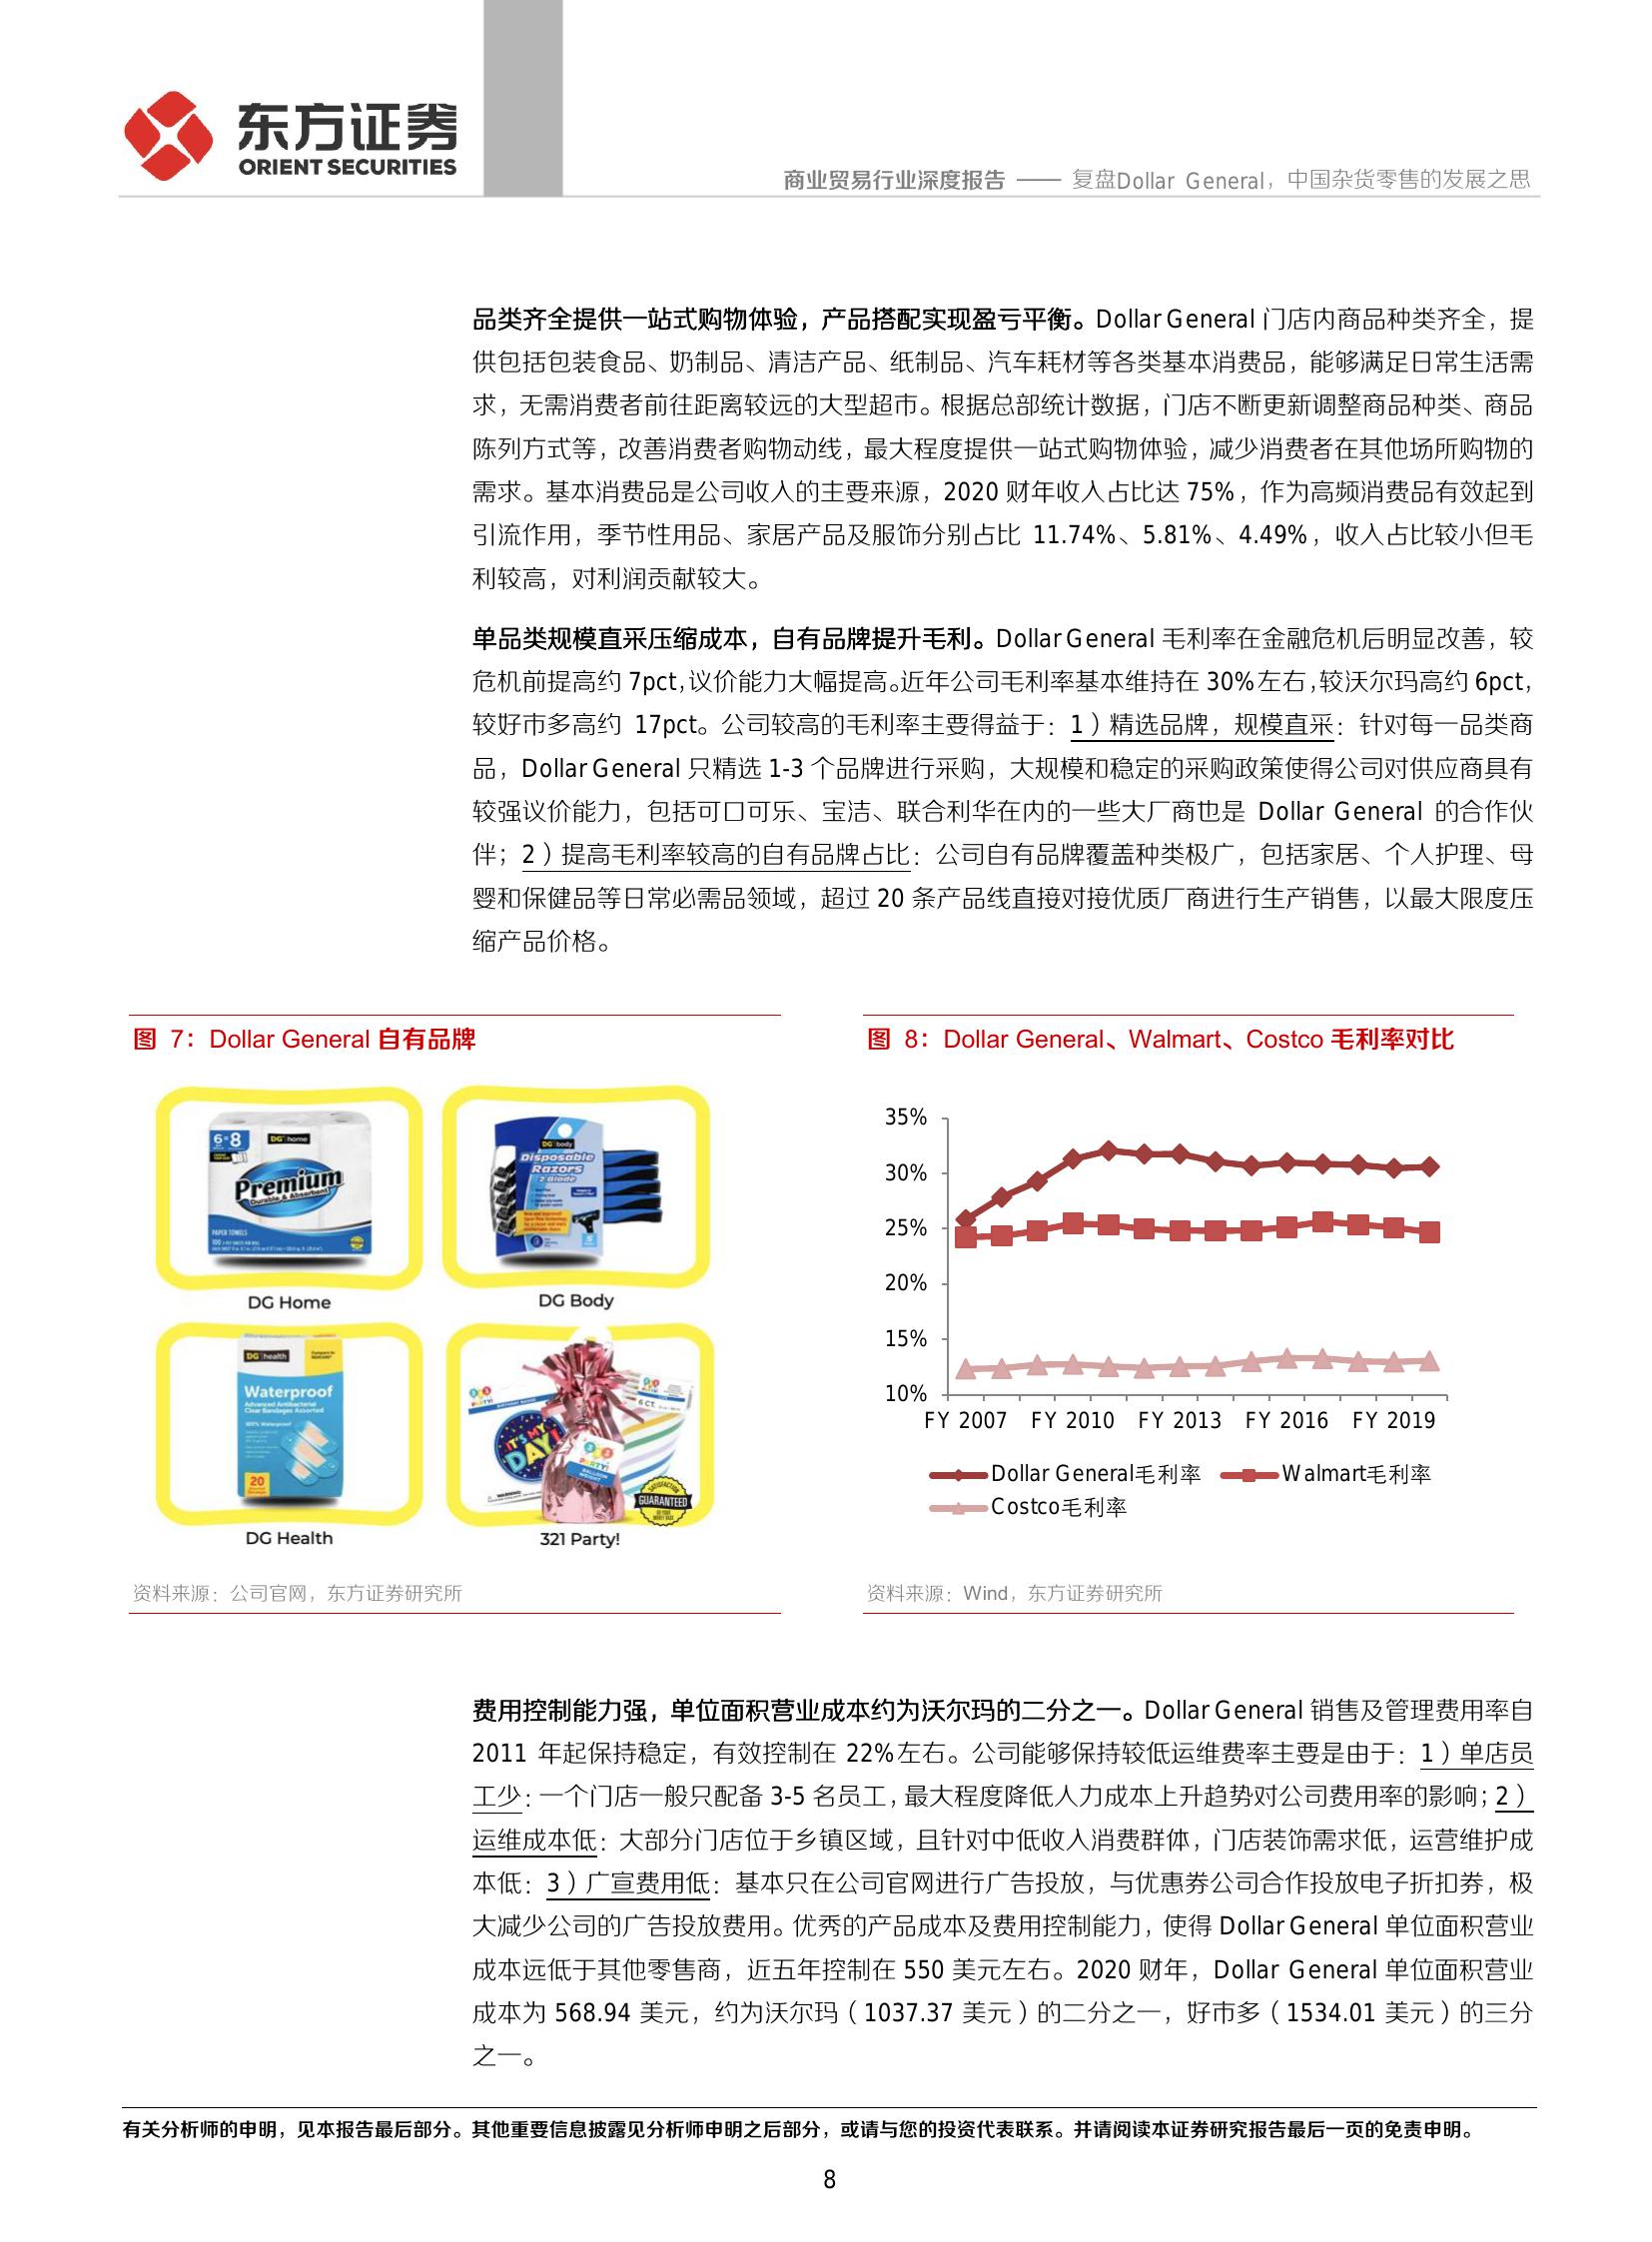 东方证券
ORIENT SECURITIES
商业贸易行业深度报告 —— 复盘Dollar General，中国杂货零售的发展之思
品类齐全提供一站式购物体验，产品搭配实现盈亏平衡。Dollar General 门店内商品种类齐全，提
供包括包装食品、奶制品、清洁产品、纸制品、汽车耗材等各类基本消费品，能够满足日常生活需
求，无需消费者前往距离较远的大型超市。根据总部统计数据，门店不断更新调整商品种类、商品
陈列方式等，改善消费者购物动线，最大程度提供一站式购物体验，减少消费者在其他场所购物的
需求。基本消费品是公司收入的主要来源，2020 财年收入占比达 75%，作为高频消费品有效起到
引流作用，季节性用品、家居产品及服饰分别占比 11.74%、5.81%、4.49%，收入占比较小但毛
利较高，对利润贡献较大。
单品类规模直采压缩成本，自有品牌提升毛利。Dollar General 毛利率在金融危机后明显改善，较
危机前提高约 7pct,议价能力大幅提高。近年公司毛利率基本维持在 30%左右,较沃尔玛高约 6pct,
较好市多高约 17pct。公司较高的毛利率主要得益于：1）精选品牌，规模直采：针对每一品类商
品，Dollar General 只精选 1-3 个品牌进行采购，大规模和稳定的采购政策使得公司对供应商具有
较强议价能力，包括可口可乐、宝洁、联合利华在内的一些大厂商也是 Dollar General 的合作伙
伴；2）提高毛利率较高的自有品牌占比：公司自有品牌覆盖种类极广，包括家居、个人护理、母
婴和保健品等日常必需品领域，超过 20 条产品线直接对接优质厂商进行生产销售，以最大限度压
缩产品价格。
图 7：Dollar General 自有品牌
DG home
6=8
Premium
Durable & Absorbent
PAPER TOWELS
DG Home
DG body
Disposable
Razors
2 Blade
DG Body
DG health
Waterproof
Advanced Antibacterial
Clear Bandages Assorted
100% Waterproof
20
DG Health
IT'S MY
DAY!
PARTY!
BALLOON
WEIGHT
6 CT.
SATISFACTION
GUARANTEED
321 Party!
资料来源：公司官网，东方证券研究所
图 8：Dollar General、Walmart、Costco 毛利率对比
35%
30%
25%
20%
15%
10%
FY 2007 FY 2010 FY 2013 FY 2016 FY 2019
Dollar General毛利率 Walmart毛利率
Costco毛利率
资料来源：Wind，东方证券研究所
费用控制能力强，单位面积营业成本约为沃尔玛的二分之一。Dollar General 销售及管理费用率自
2011 年起保持稳定，有效控制在 22%左右。公司能够保持较低运维费率主要是由于：1）单店员
工少：一个门店一般只配备 3-5 名员工，最大程度降低人力成本上升趋势对公司费用率的影响；2）
运维成本低：大部分门店位于乡镇区域，且针对中低收入消费群体，门店装饰需求低，运营维护成
本低；3）广宣费用低：基本只在公司官网进行广告投放，与优惠券公司合作投放电子折扣券，极
大减少公司的广告投放费用。优秀的产品成本及费用控制能力，使得 Dollar General 单位面积营业
成本远低于其他零售商，近五年控制在 550 美元左右。2020 财年，Dollar General 单位面积营业
成本为 568.94 美元，约为沃尔玛（1037.37 美元）的二分之一，好市多（1534.01 美元）的三分
之一。
有关分析师的申明，见本报告最后部分。其他重要信息披露见分析师申明之后部分，或请与您的投资代表联系。并请阅读本证券研究报告最后一页的免责申明。
8